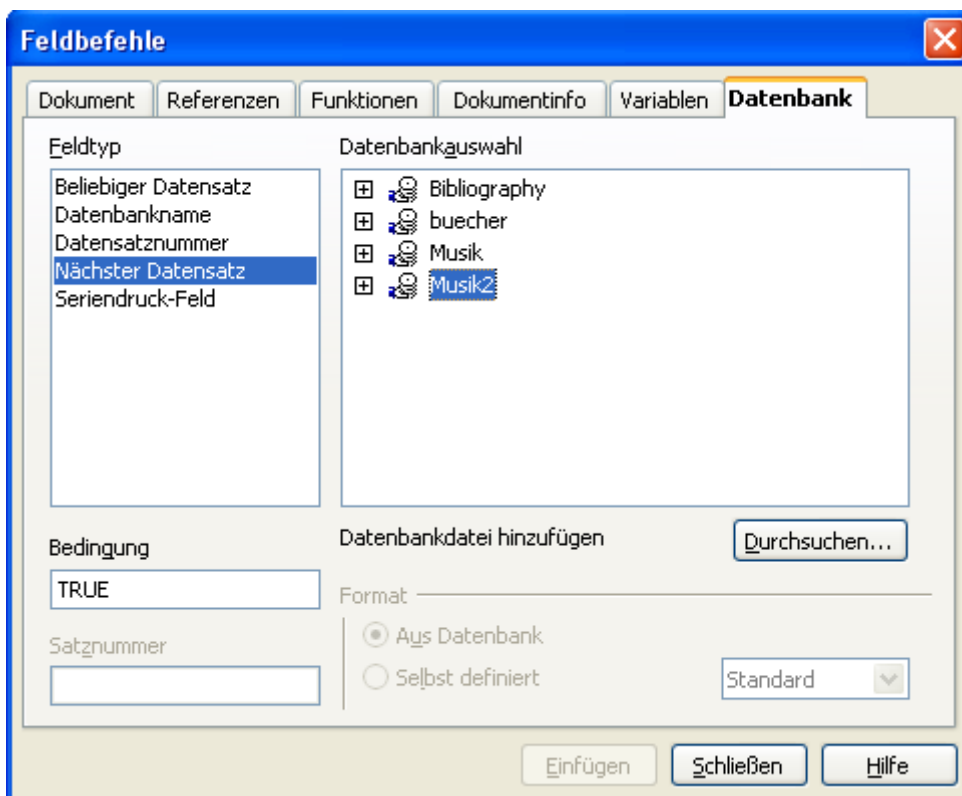 Feldbefehle
Dokument Referenzen Funktionen Dokumentinfo Variablen Datenbank
Feldtyp
Beliebiger Datensatz
Datenbankname
Datensatznummer
Nächster Datensatz
Seriendruck-Feld
Datenbankauswahl
Bibliography
buecher
Musik
Musik2
Bedingung
TRUE
Satznummer
Datenbankdatei hinzufügen
Durchsuchen...
Format
Aus Datenbank
Selbst definiert
Standard
Einfügen Schließen Hilfe